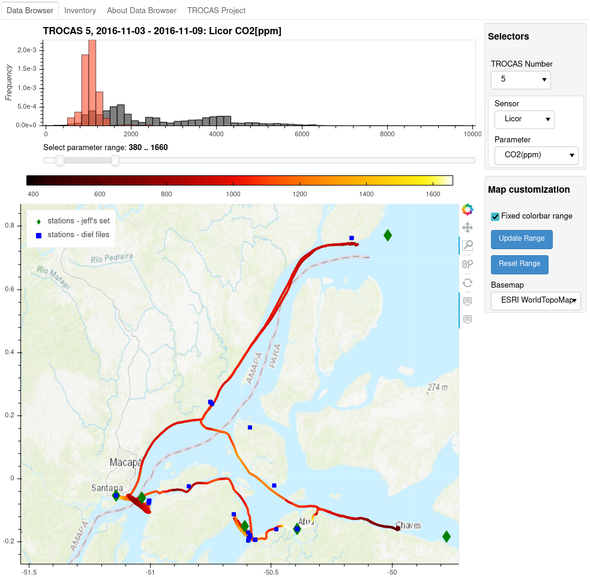 Data Browser Inventory About Data Browser TROCAS Project
TROCAS 5, 2016-11-03 - 2016-11-09: Licor CO2[ppm]
Frequency
2.0e-3
1.5e-3
1.0e-3
5.0e-4
0.0e+0
0 2000 4000 6000 8000 10000
Select parameter range: 380 .. 1660
400 600 800 1000 1200 1400 1600
stations - jeff's set
stations - diel files
0.8
0.6
0.4
0.2
0
-0.2
-51.5 -51 -50.5 -50
Rio Pedreira
Rio Matapi
AMAPÁ
PARÁ
274 m
Macapá
Santana
AMAPÁ
Afuá
Chaves
Selectors
TROCAS Number
5
Sensor
Licor
Parameter
CO2(ppm)
Map customization
Fixed colorbar range
Update Range
Reset Range
Basemap
ESRI WorldTopoMap